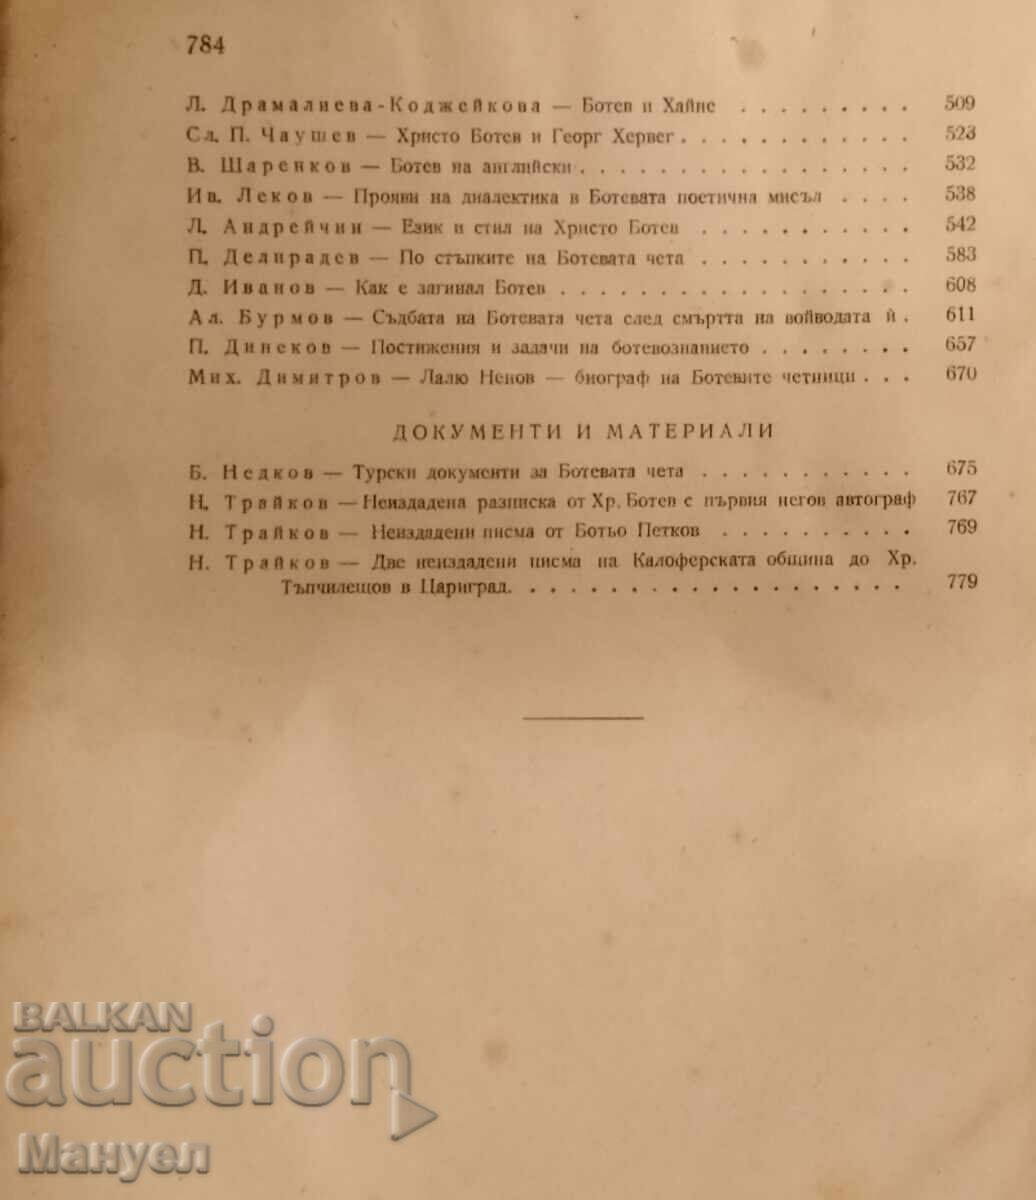 784
Л. Драмалиева-Коджейкова — Ботев и Хайне . . . . . . . . . 509
Сл. П. Чаушев — Христо Ботев и Георг Хервег . . . . . . . . . . 523
В. Шаренков — Ботев на английски . . . . . . . . . . . . . . 532
Ив. Леков — Прояви на диалектика в Ботевата поетична мисъл . . . . 538
Л. Андрейчин — Език и стил на Христо Ботев . . . . . . . . . . . 542
П. Делирадев — По стъпките на Ботевата чета . . . . . . . . . . . 583
Д. Иванов — Как е загинал Ботев . . . . . . . . . . . . . . . . 608
Ал. Бурмов — Съдбата на Ботевата чета след смъртта на войводата ѝ . 611
П. Динеков — Постижения и задачи на ботевознанието . . . . . . . . 657
Мих. Димитров — Лалю Ненов — биограф на Ботевите четници . . . 670
ДОКУМЕНТИ И МАТЕРИАЛИ
Б. Недков — Турски документи за Ботевата чета . . . . . . . . . . . 675
Н. Трайков — Неиздадена разписка от Хр. Ботев с първия негов автограф 767
Н. Трайков — Неиздадени писма от Ботьо Петков . . . . . . . . . . 769
Н. Трайков — Две неиздадени писма на Калоферската община до Хр.
Тъпчилещов в Цариград. . . . . . . . . . . . . . . . . . . 779
BALKAN
auction
Мануел